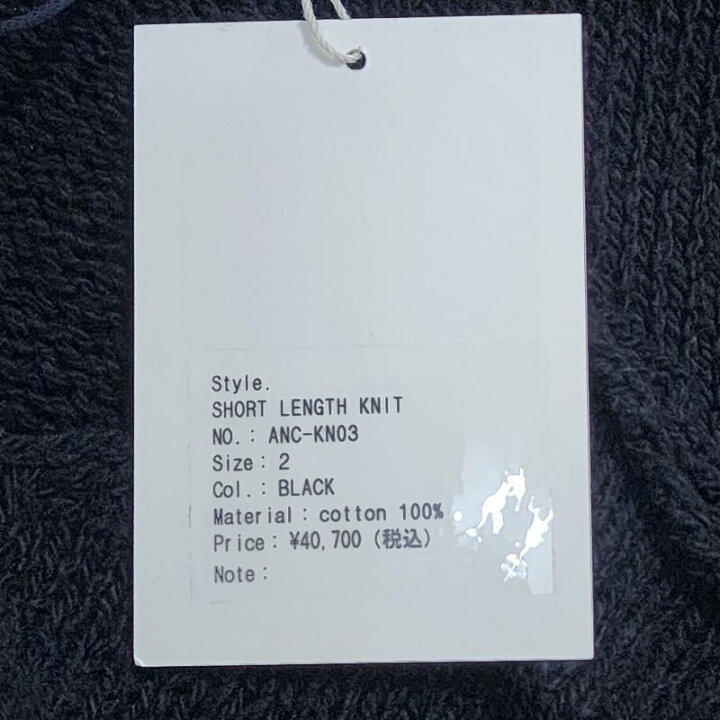 Style.
SHORT LENGTH KNIT
NO.: ANC-KN03
Size: 2
Col.: BLACK
Material: cotton 100%
Price: ¥40,700 (税込)
Note: